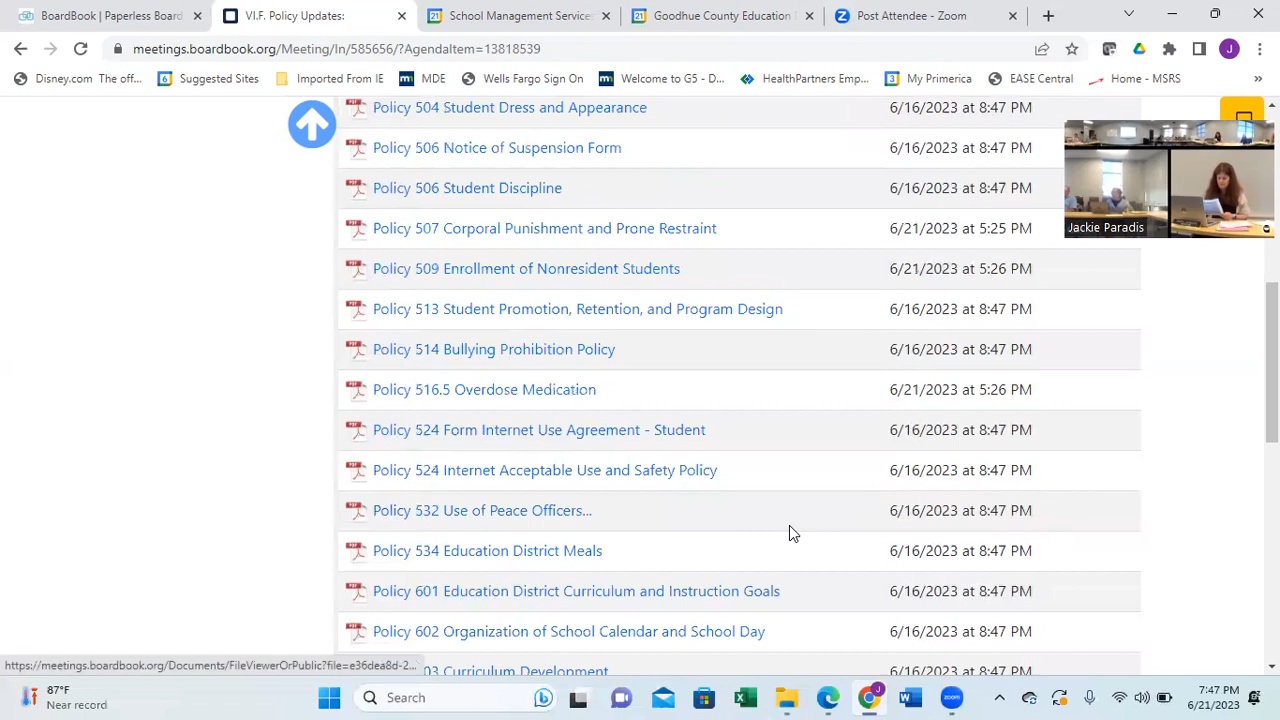 BoardBook | Paperless Board
VI.F. Policy Updates:
School Management Services
Goodhue County Education
Post Attendee - Zoom
meetings.boardbook.org/Meeting/In/585656/?AgendaItem=13818539
J
Disney.com The off...
Suggested Sites
Imported From IE
MDE
Wells Fargo Sign On
Welcome to G5 - D...
HealthPartners Emp...
My Primerica
EASE Central
Home - MSRS
»
Policy 504 Student Dress and Appearance 6/16/2023 at 8:47 PM
Policy 506 Notice of Suspension Form 6/16/2023 at 8:47 PM
Policy 506 Student Discipline 6/16/2023 at 8:47 PM
Policy 507 Corporal Punishment and Prone Restraint 6/21/2023 at 5:25 PM
Policy 509 Enrollment of Nonresident Students 6/21/2023 at 5:26 PM
Policy 513 Student Promotion, Retention, and Program Design 6/16/2023 at 8:47 PM
Policy 514 Bullying Prohibition Policy 6/16/2023 at 8:47 PM
Policy 516.5 Overdose Medication 6/21/2023 at 5:26 PM
Policy 524 Form Internet Use Agreement - Student 6/16/2023 at 8:47 PM
Policy 524 Internet Acceptable Use and Safety Policy 6/16/2023 at 8:47 PM
Policy 532 Use of Peace Officers... 6/16/2023 at 8:47 PM
Policy 534 Education District Meals 6/16/2023 at 8:47 PM
Policy 601 Education District Curriculum and Instruction Goals 6/16/2023 at 8:47 PM
Policy 602 Organization of School Calendar and School Day 6/16/2023 at 8:47 PM
03 Curriculum Development 6/16/2023 at 8:47 PM
Jackie Paradis
https://meetings.boardbook.org/Documents/FileViewerOrPublic?file=e36dea8d-2...
87°F
Near record
Search
7:47 PM
6/21/2023